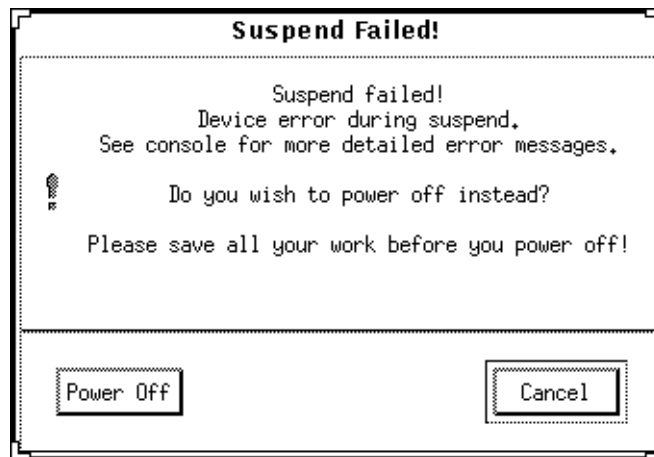 Suspend Failed!
Suspend failed!
Device error during suspend.
See console for more detailed error messages.
Do you wish to power off instead?
Please save all your work before you power off!
Power Off
Cancel